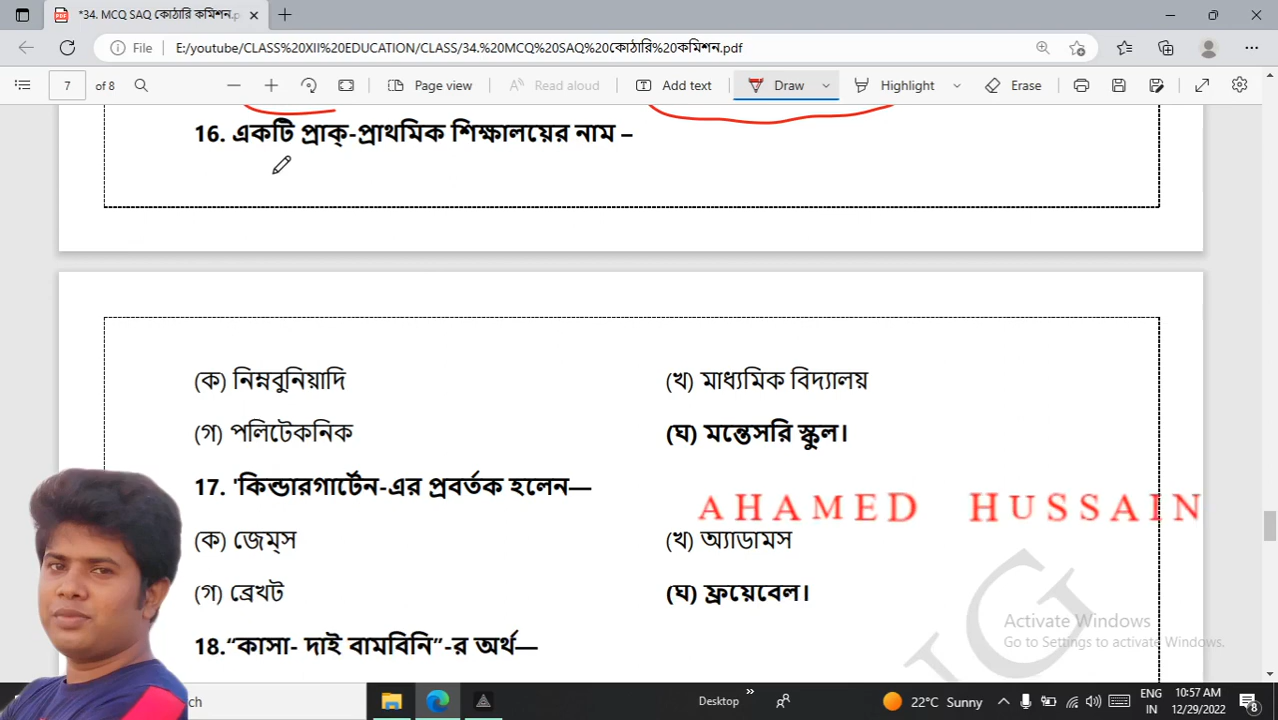 *34. MCQ SAQ কোঠারি কমিশন.p
File E:/youtube/CLASS%20XII%20EDUCATION/CLASS/34.%20MCQ%20SAQ%20কোঠারি%20কমিশন.pdf
7 of 8 Page view Read aloud Add text Draw Highlight Erase
16. একটি প্রাক্-প্রাথমিক শিক্ষালয়ের নাম –
(ক) নিম্নবুনিয়াদি (খ) মাধ্যমিক বিদ্যালয়
(গ) পলিটেকনিক (ঘ) মন্তেসরি স্কুল।
17. 'কিন্ডারগার্টেন-এর প্রবর্তক হলেন—
AHAMED HUSSAIN
(ক) জেম্স (খ) অ্যাডামস
(গ) ব্রেখট (ঘ) ফ্রয়েবেল।
Activate Windows
Go to Settings to activate Windows.
18.“কাসা- দাই বামবিনি”-র অর্থ—
rch Desktop 22°C Sunny ENG 10:57 AM
IN 12/29/2022 8